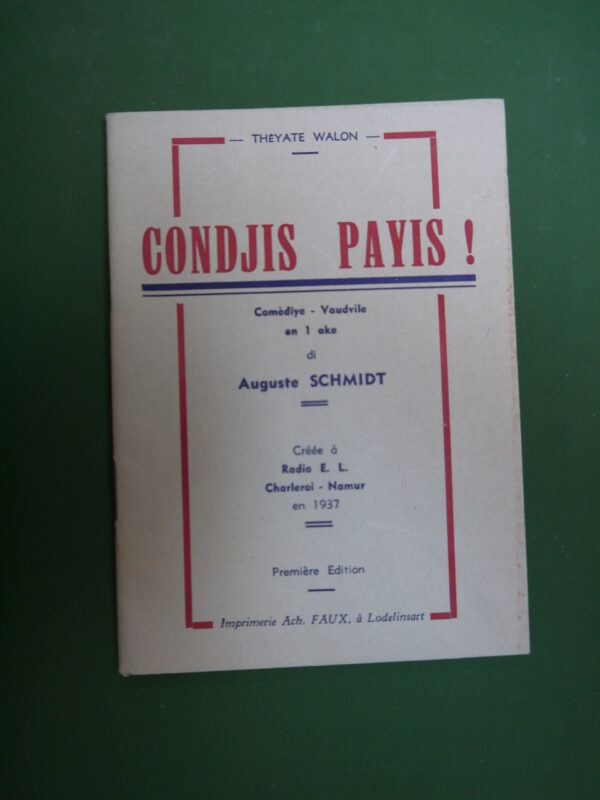 — THÉYATE WALON —
CONDJIS PAYIS !
Comèdiye - Vaudvile
en 1 ake
di
Auguste SCHMIDT
Créée à
Radio E. L.
Charleroi - Namur
en 1937
Première Edition
Imprimerie Ach. FAUX, à Lodelinsart